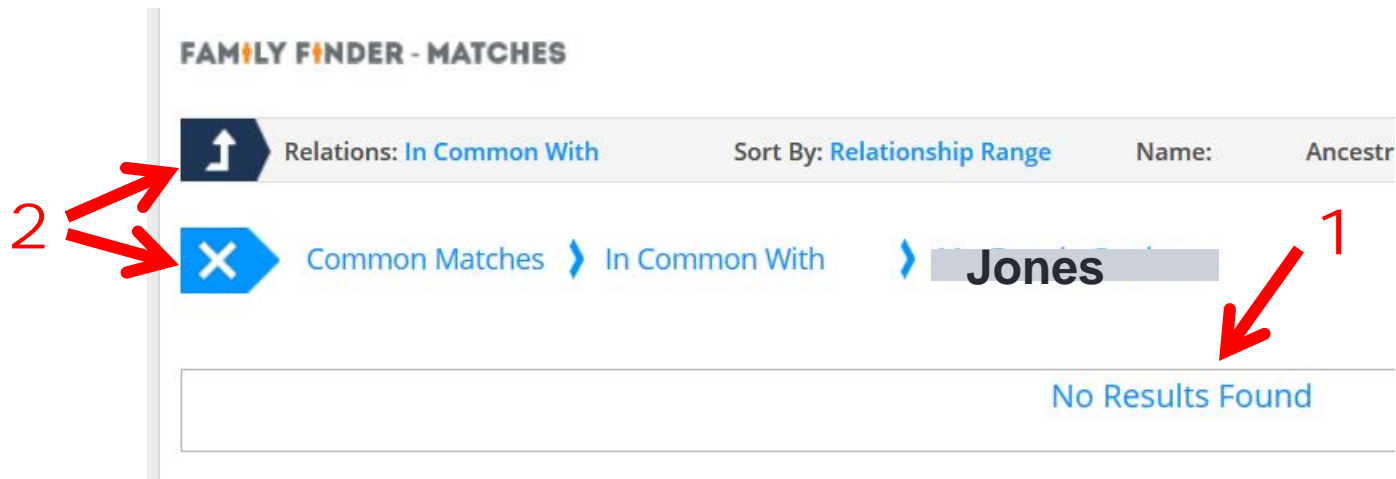 FAMILY FINDER - MATCHES
Relations: In Common With Sort By: Relationship Range Name: Ancestr
2
Common Matches ❯ In Common With ❯ Jones
1
No Results Found